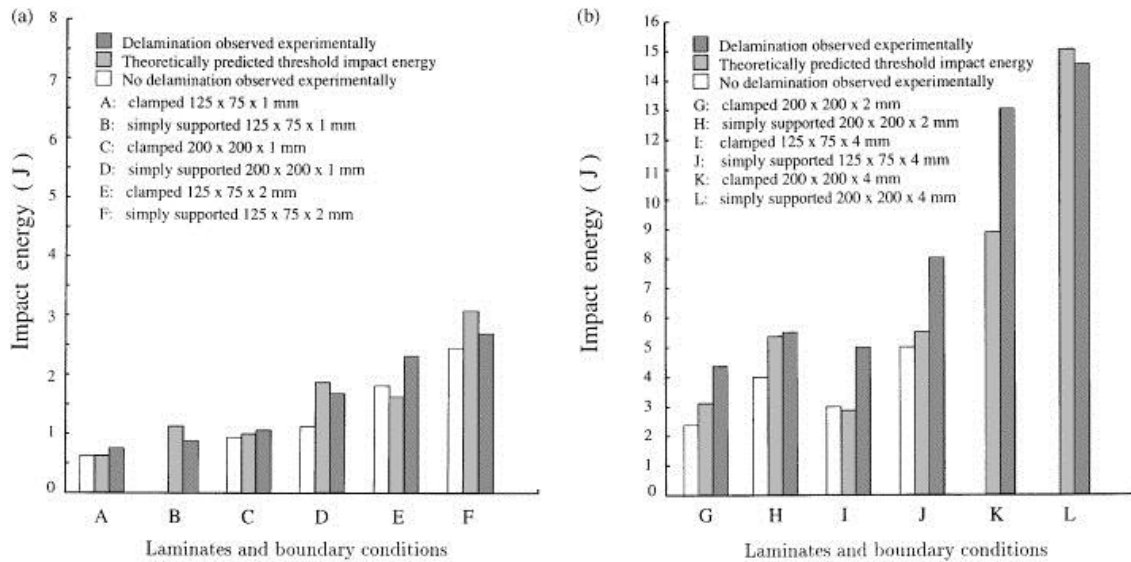 (a)
8
7
6
5
4
3
2
1
0
Impact energy ( J )
Delamination observed experimentally
Theoretically predicted threshold impact energy
No delamination observed experimentally
A: clamped 125 x 75 x 1 mm
B: simply supported 125 x 75 x 1 mm
C: clamped 200 x 200 x 1 mm
D: simply supported 200 x 200 x 1 mm
E: clamped 125 x 75 x 2 mm
F: simply supported 125 x 75 x 2 mm
A B C D E F
Laminates and boundary conditions
(b)
16
15
14
13
12
11
10
9
8
7
6
5
4
3
2
1
0
Impact energy ( J )
Delamination observed experimentally
Theoretically predicted threshold impact energy
No delamination observed experimentally
G: clamped 200 x 200 x 2 mm
H: simply supported 200 x 200 x 2 mm
I: clamped 125 x 75 x 4 mm
J: simply supported 125 x 75 x 4 mm
K: clamped 200 x 200 x 4 mm
L: simply supported 200 x 200 x 4 mm
G H I J K L
Laminates and boundary conditions